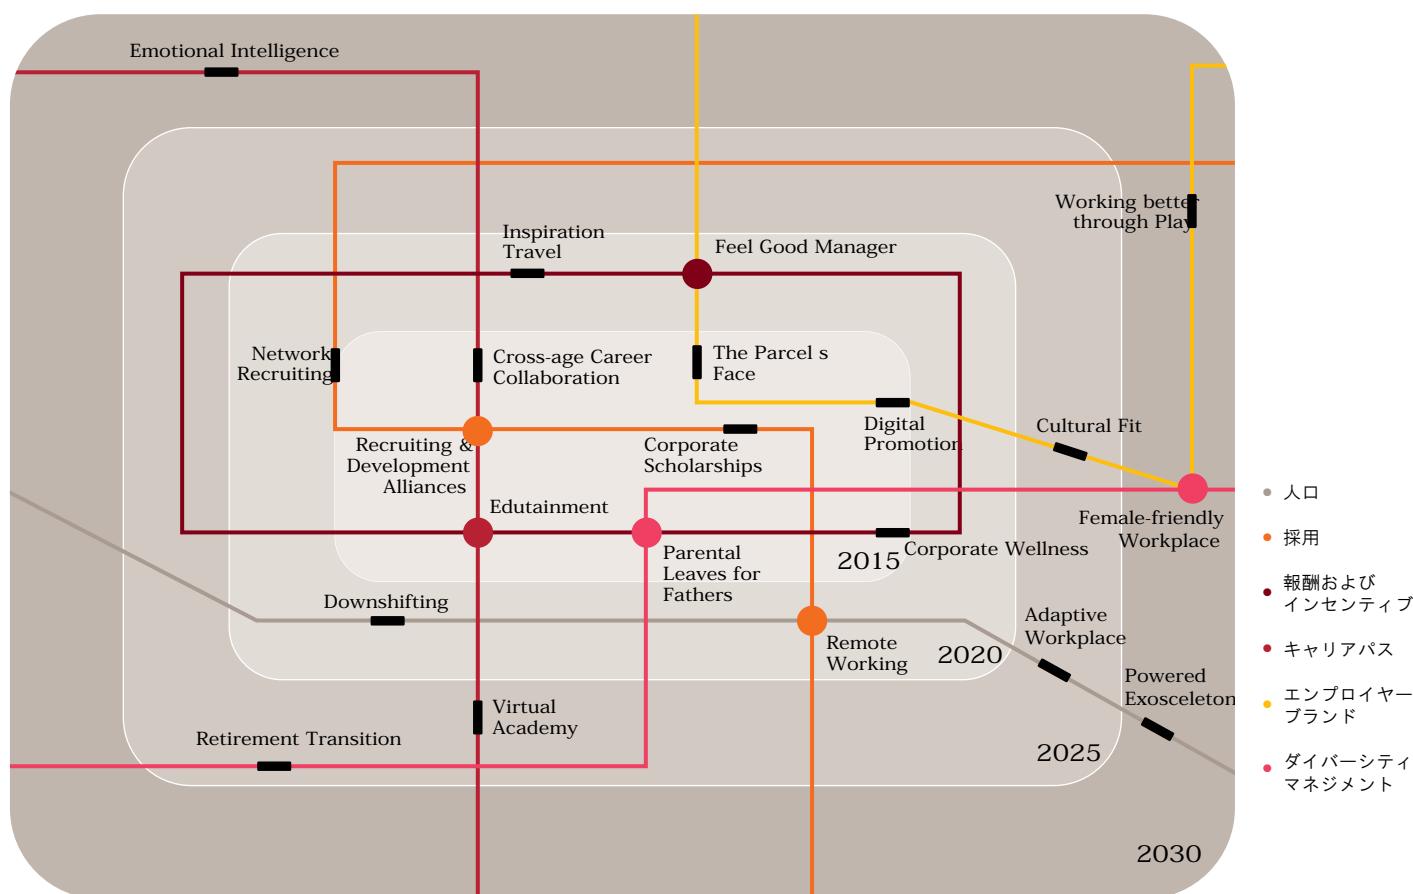 Emotional Intelligence
Working better
through Play
Inspiration
Travel
Feel Good Manager
Network
Recruiting
Cross-age Career
Collaboration
The Parcel s
Face
Digital
Promotion
Cultural Fit
Recruiting &
Development
Alliances
Corporate
Scholarships
Edutainment
Female-friendly
Workplace
2015
Corporate Wellness
Parental
Leaves for
Fathers
Downshifting
Adaptive
Workplace
Remote
Working
2020
Powered
Exosceleton
Virtual
Academy
Retirement Transition
2025
2030
人口
採用
報酬および
インセンティブ
キャリアパス
エンプロイヤー
ブランド
ダイバーシティ
マネジメント